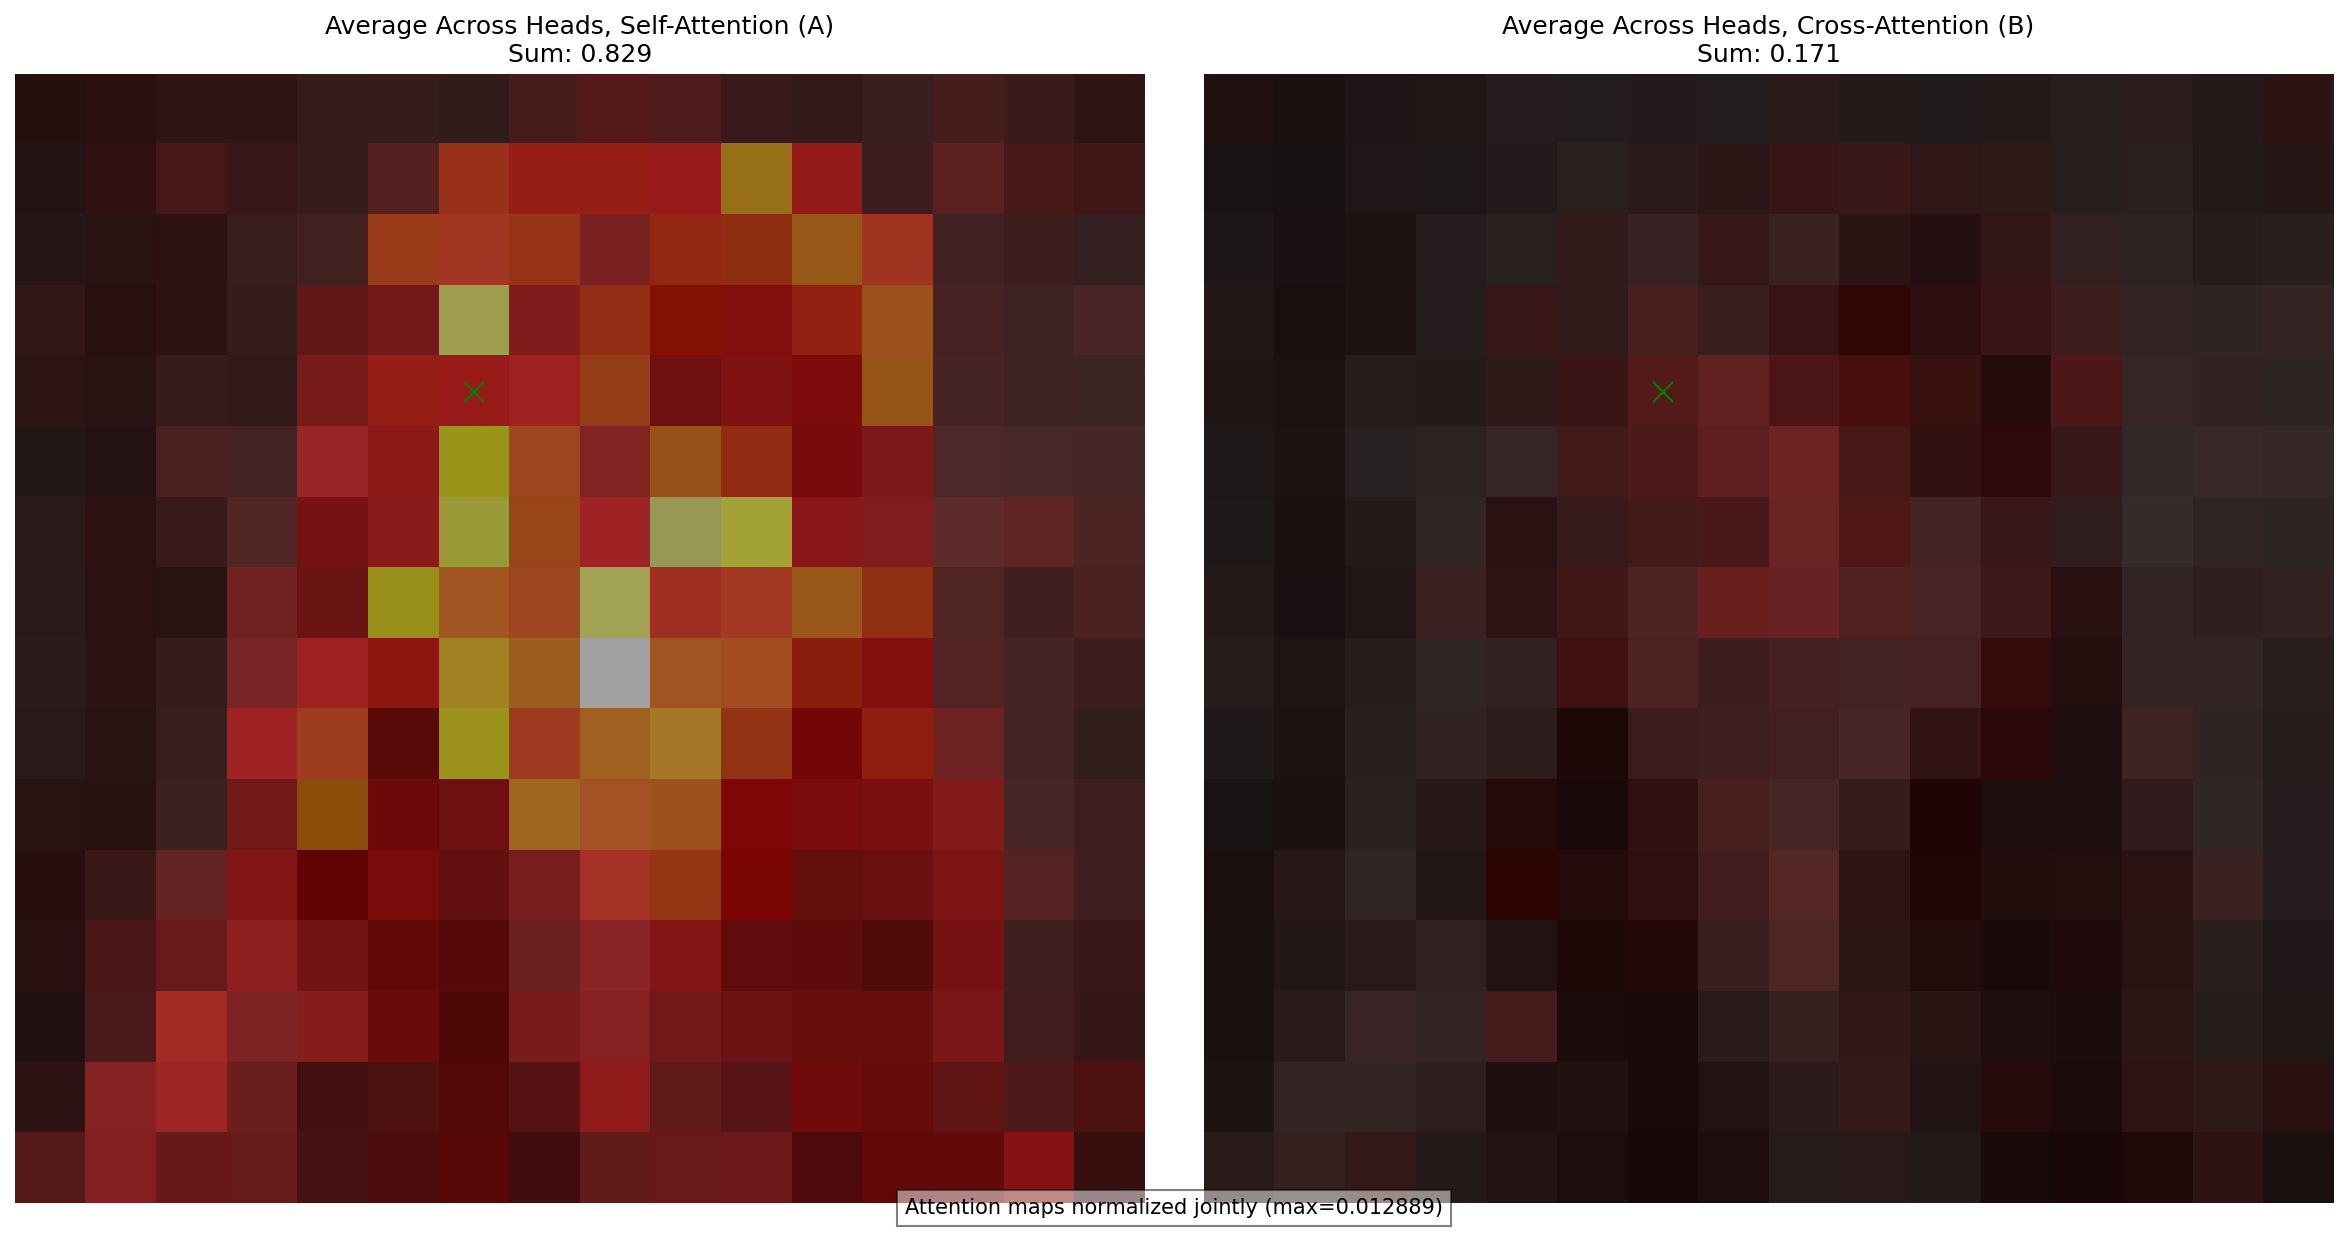 Average Across Heads, Self-Attention (A)
Sum: 0.829
Average Across Heads, Cross-Attention (B)
Sum: 0.171
Attention maps normalized jointly (max=0.012889)